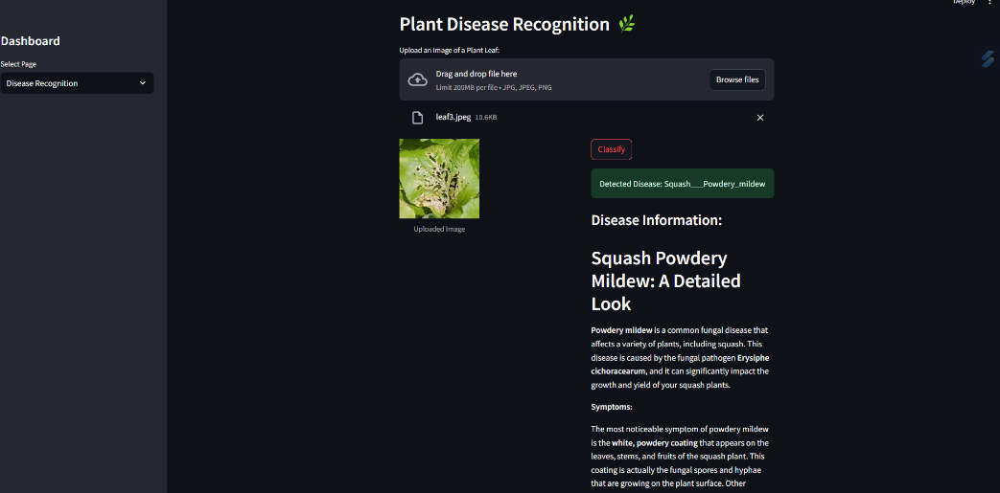 Deploy
Dashboard
Select Page
Disease Recognition
Plant Disease Recognition
Upload an Image of a Plant Leaf:
Drag and drop file here
Limit 200MB per file • JPG, JPEG, PNG
Browse files
leaf3.jpeg 10.6KB
Uploaded Image
Classify
Detected Disease: Squash___Powdery_mildew
Disease Information:
Squash Powdery
Mildew: A Detailed
Look
Powdery mildew is a common fungal disease that
affects a variety of plants, including squash. This
disease is caused by the fungal pathogen Erysiphe
cichoracearum, and it can significantly impact the
growth and yield of your squash plants.
Symptoms:
The most noticeable symptom of powdery mildew
is the white, powdery coating that appears on the
leaves, stems, and fruits of the squash plant. This
coating is actually the fungal spores and hyphae
that are growing on the plant surface. Other